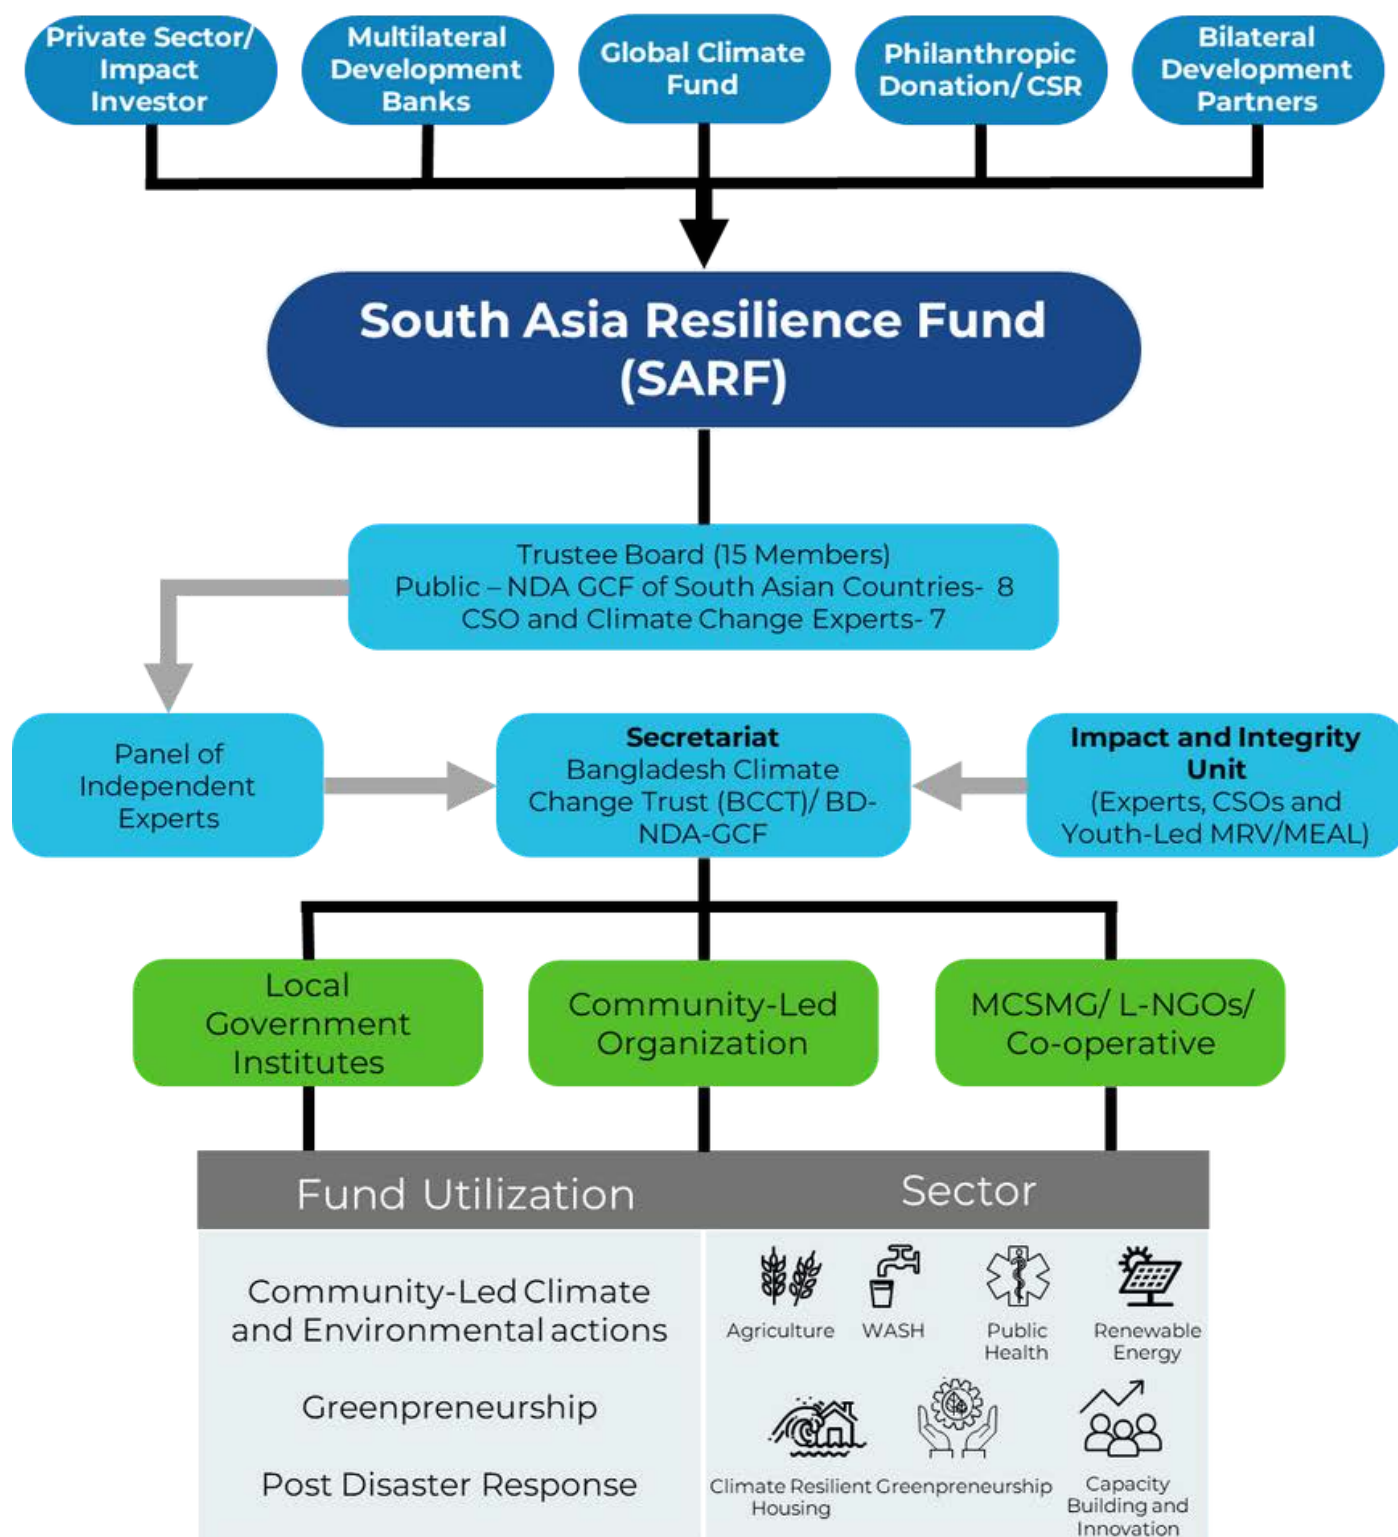 Private Sector/
Impact
Investor
Multilateral
Development
Banks
Global Climate
Fund
Philanthropic
Donation/ CSR
Bilateral
Development
Partners
South Asia Resilience Fund
(SARF)
Trustee Board (15 Members)
Public – NDA GCF of South Asian Countries- 8
CSO and Climate Change Experts- 7
Panel of
Independent
Experts
Secretariat
Bangladesh Climate
Change Trust (BCCT)/ BD-
NDA-GCF
Impact and Integrity
Unit
(Experts, CSOs and
Youth-Led MRV/MEAL)
Local
Government
Institutes
Community-Led
Organization
MCSMG/ L-NGOs/
Co-operative
Fund Utilization
Sector
Community-Led Climate
and Environmental actions
Greenpreneurship
Post Disaster Response
Agriculture
WASH
Public
Health
Renewable
Energy
Climate Resilient
Housing
Greenpreneurship
Capacity
Building and
Innovation